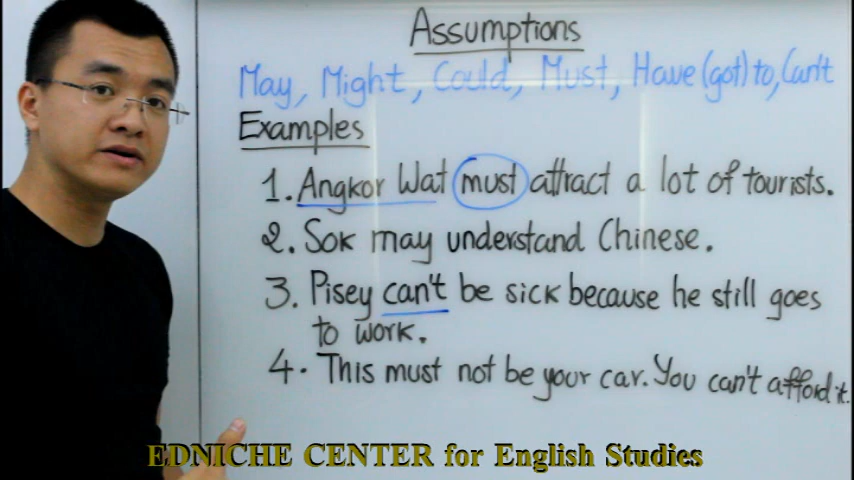 Assumptions
May, Might, Could, Must, Have (got) to, Can't
Examples
1. Angkor Wat must attract a lot of tourists.
2. Sok may understand Chinese.
3. Pisey can't be sick because he still goes
to work.
4. This must not be your car. You can't afford it.
EDNICHE CENTER for English Studies